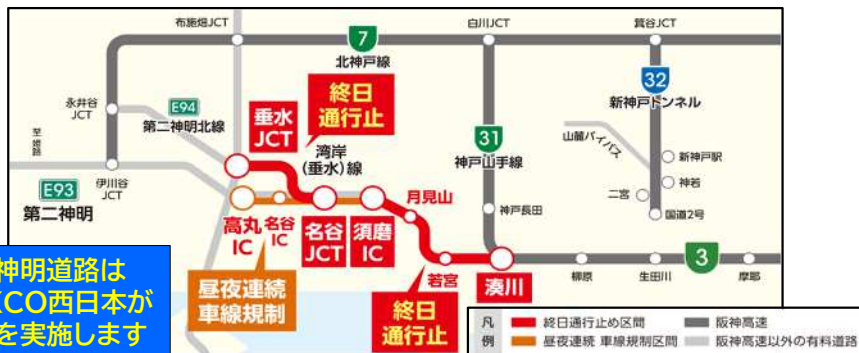 布施畑JCT
白川JCT
箕谷JCT
7
北神戸線
32
新神戸トンネル
永井谷
JCT
E94
第二神明北線
垂水
JCT
終日
通行止
湾岸
(垂水)線
31
神戸山手線
山麓バイパス
新神戸駅
神若
二宮
国道2号
至
姫路
E93
第二神明
伊川谷
JCT
高丸
IC
名谷
IC
名谷
JCT
須磨
IC
月見山
神戸長田
3
若宮
湊川
柳原
生田川
摩耶
昼夜連続
車線規制
終日
通行止
神明道路は
CO西日本が
を実施します
凡
例
終日通行止め区間
阪神高速
昼夜連続 車線規制区間
阪神高速以外の有料道路